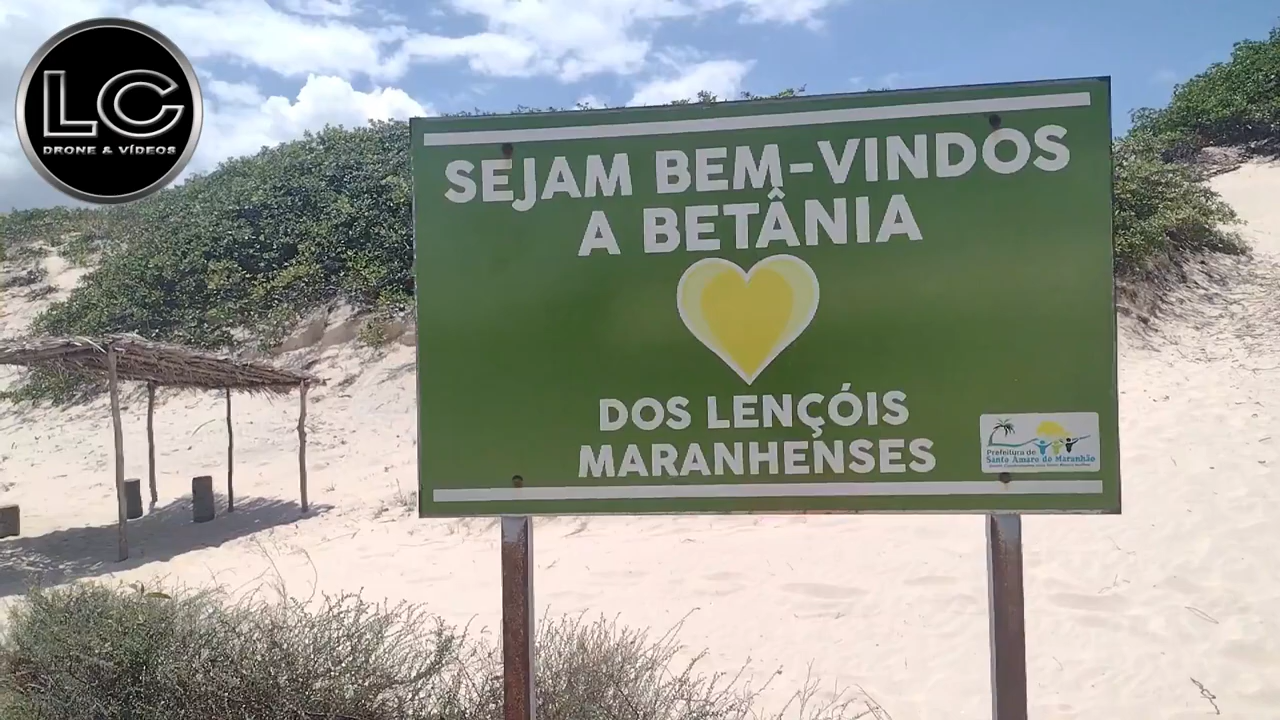 LC
DRONE & VÍDEOS
SEJAM BEM-VINDOS
A BETÂNIA
DOS LENÇÓIS
MARANHENSES
Prefeitura de
Santo Amaro do Maranhão